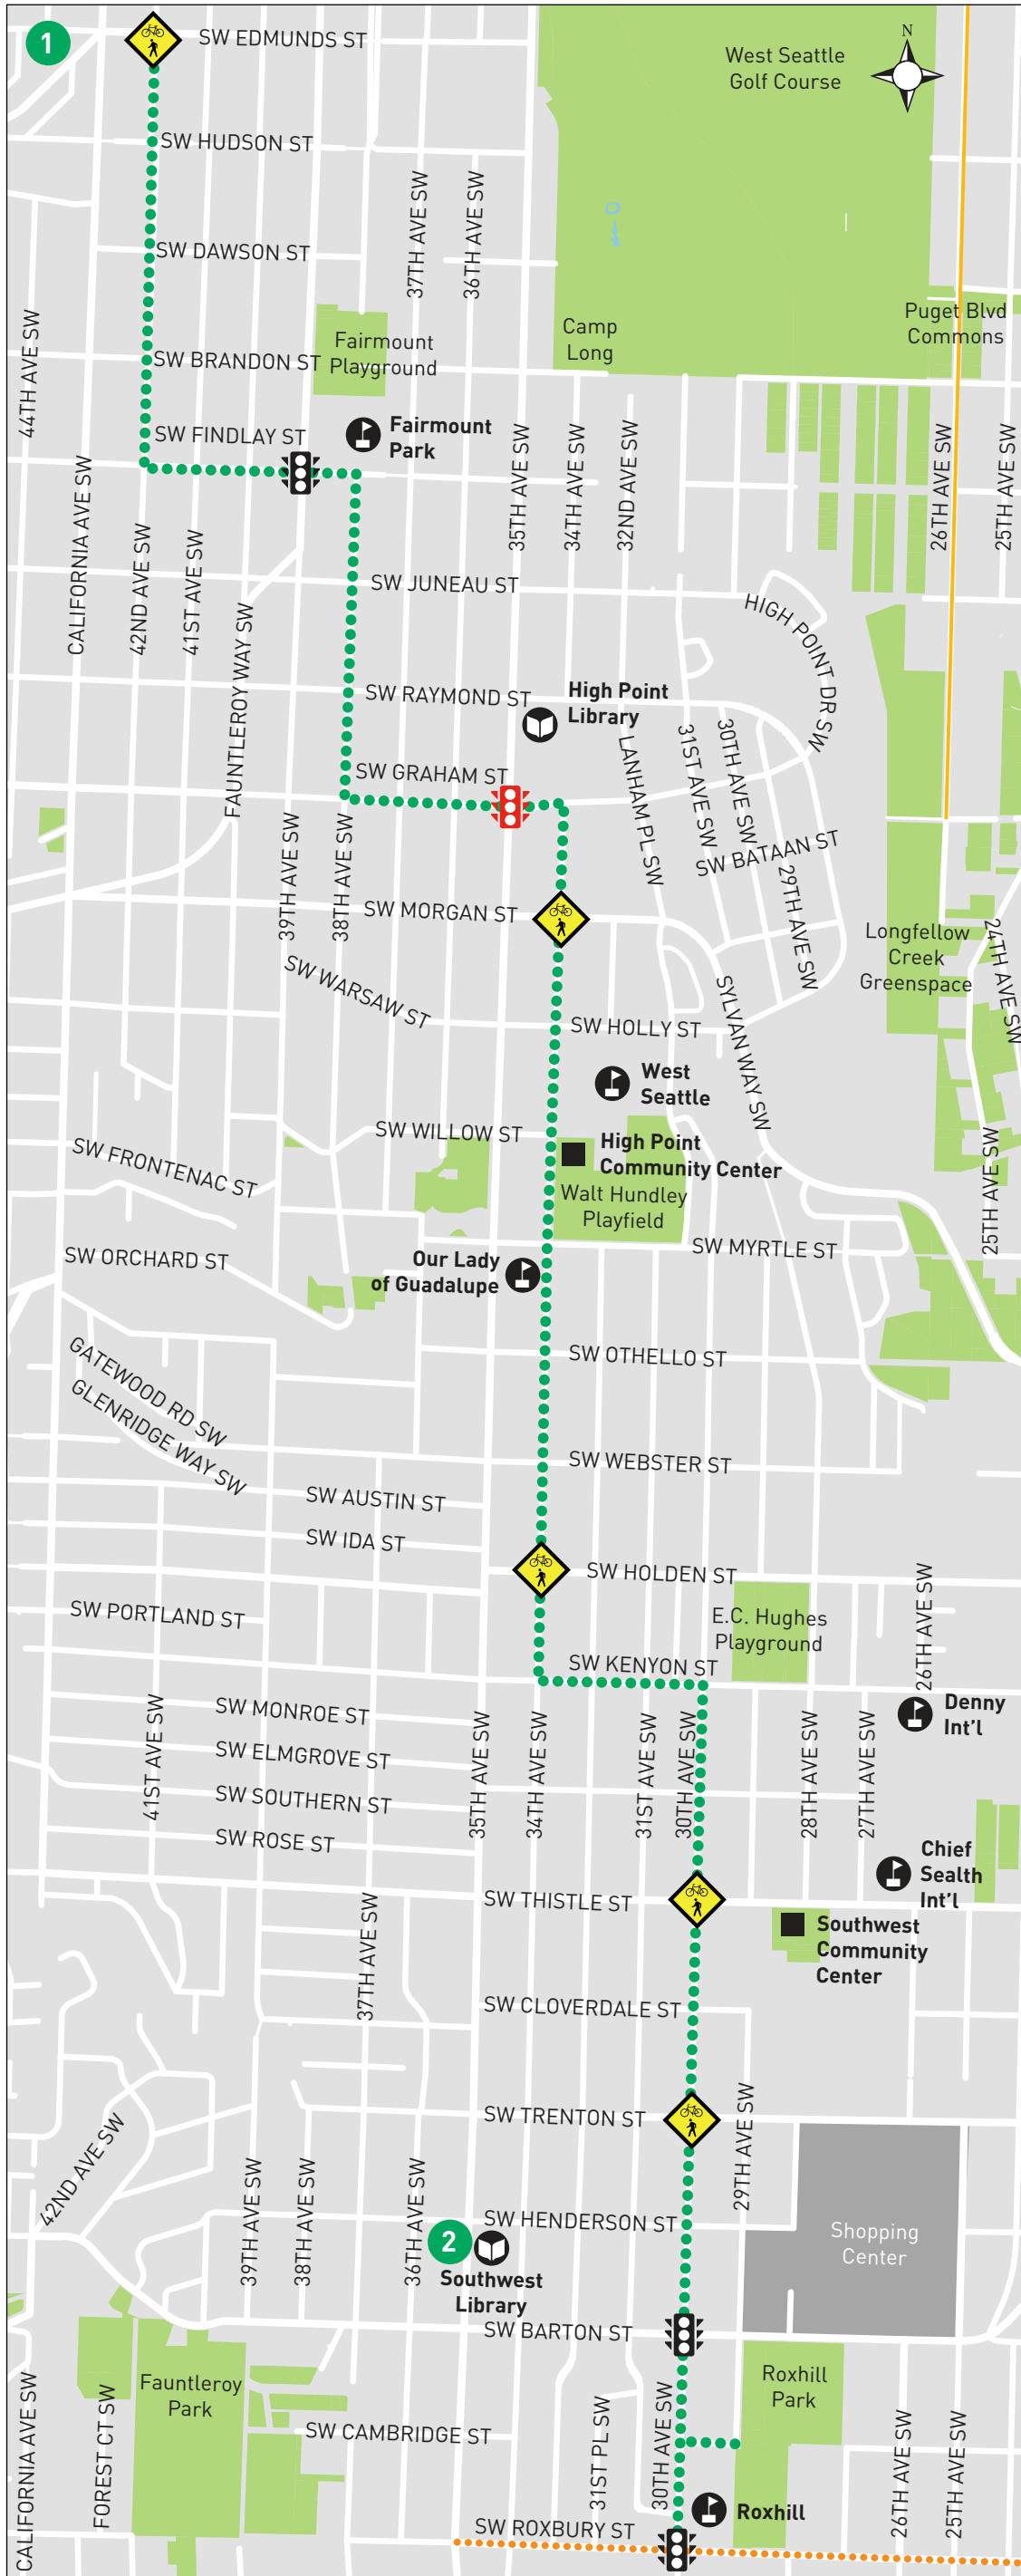 1
SW EDMUNDS ST
N
West Seattle
Golf Course
SW HUDSON ST
37TH AVE SW
36TH AVE SW
SW DAWSON ST
44TH AVE SW
Fairmount
Playground
SW BRANDON ST
Camp
Long
Puget Blvd
Commons
SW FINDLAY ST
Fairmount
Park
35TH AVE SW
34TH AVE SW
32ND AVE SW
26TH AVE SW
25TH AVE SW
CALIFORNIA AVE SW
42ND AVE SW
41ST AVE SW
FAUNTLEROY WAY SW
SW JUNEAU ST
HIGH POINT DR SW
SW RAYMOND ST
High Point
Library
LANHAM PL SW
31ST AVE SW
30TH AVE SW
SW GRAHAM ST
39TH AVE SW
38TH AVE SW
SW BATAAN ST
29TH AVE SW
SW MORGAN ST
Longfellow
Creek
Greenspace
24TH AVE SW
SW WARSAW ST
SW HOLLY ST
SYLVAN WAY SW
West
Seattle
SW WILLOW ST
SW FRONTENAC ST
High Point
Community Center
Walt Hundley
Playfield
25TH AVE SW
SW MYRTLE ST
SW ORCHARD ST
Our Lady
of Guadalupe
SW OTHELLO ST
GATEWOOD RD SW
GLENRIDGE WAY SW
SW WEBSTER ST
SW AUSTIN ST
SW IDA ST
SW HOLDEN ST
26TH AVE SW
SW PORTLAND ST
E.C. Hughes
Playground
SW KENYON ST
SW MONROE ST
Denny
Int'l
41ST AVE SW
SW ELMGROVE ST
35TH AVE SW
34TH AVE SW
31ST AVE SW
30TH AVE SW
28TH AVE SW
27TH AVE SW
SW SOUTHERN ST
SW ROSE ST
Chief
Sealth
Int'l
SW THISTLE ST
37TH AVE SW
Southwest
Community
Center
SW CLOVERDALE ST
SW TRENTON ST
29TH AVE SW
42ND AVE SW
39TH AVE SW
38TH AVE SW
36TH AVE SW
SW HENDERSON ST
2
Shopping
Center
Southwest
Library
SW BARTON ST
CALIFORNIA AVE SW
FOREST CT SW
Fauntleroy
Park
Roxhill
Park
SW CAMBRIDGE ST
31ST PL SW
30TH AVE SW
26TH AVE SW
25TH AVE SW
Roxhill
SW ROXBURY ST